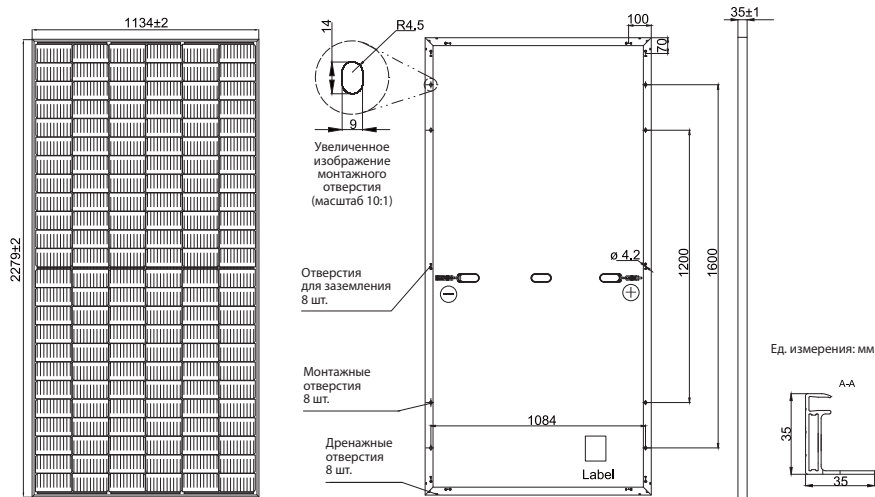 1134±2
2279±2
14
R4.5
9
Увеличенное
изображение
монтажного
отверстия
(масштаб 10:1)
100
70
35±1
Отверстия
для заземления
8 шт.
ø 4.2
1200
1600
Монтажные
отверстия
8 шт.
1084
Дренажные
отверстия
8 шт.
Label
Ед. измерения: мм
A-A
35
35